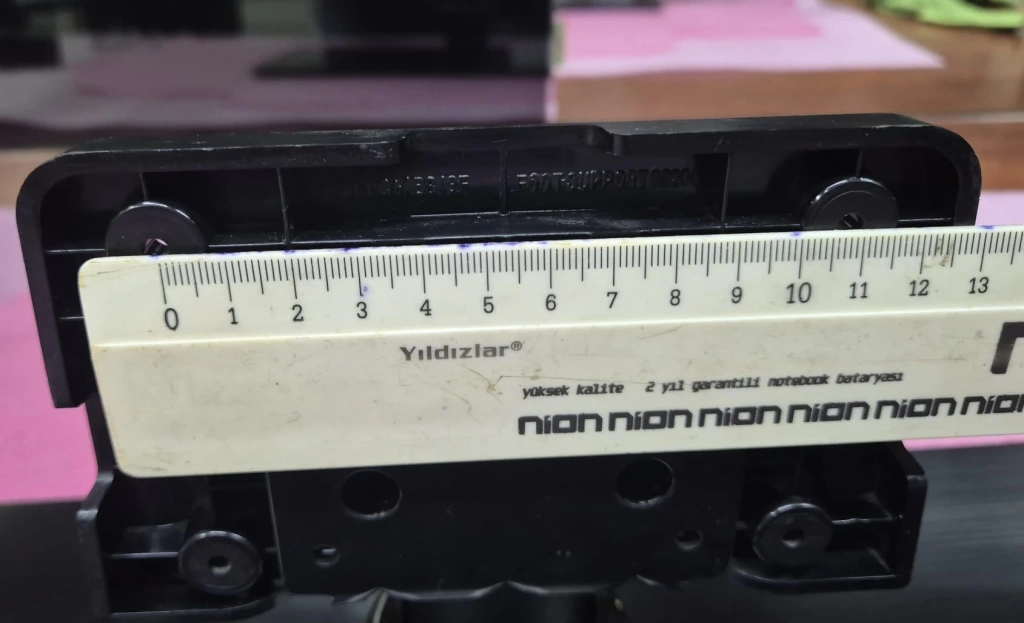 0 1 2 3 4 5 6 7 8 9 10 11 12 13
Yıldızlar®
yüksek kalite 2 yıl garantili notebook bataryası
nion nion nion nion nion nion